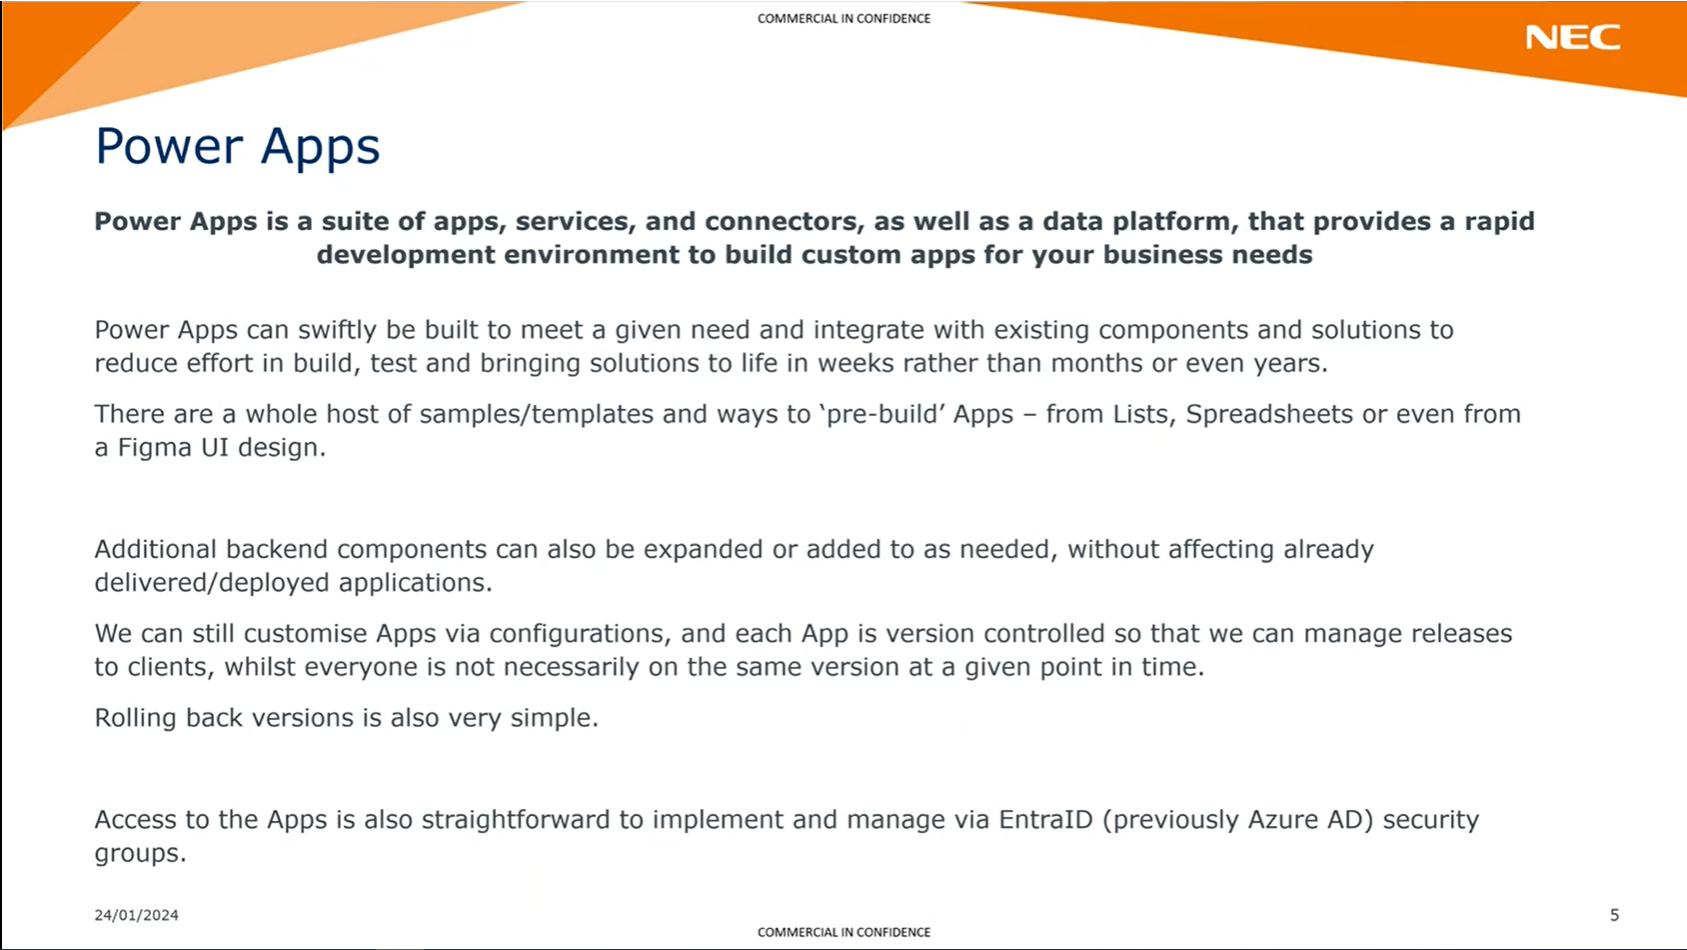 COMMERCIAL IN CONFIDENCE
NEC
Power Apps
Power Apps is a suite of apps, services, and connectors, as well as a data platform, that provides a rapid
development environment to build custom apps for your business needs
Power Apps can swiftly be built to meet a given need and integrate with existing components and solutions to
reduce effort in build, test and bringing solutions to life in weeks rather than months or even years.
There are a whole host of samples/templates and ways to ‘pre-build’ Apps – from Lists, Spreadsheets or even from
a Figma UI design.
Additional backend components can also be expanded or added to as needed, without affecting already
delivered/deployed applications.
We can still customise Apps via configurations, and each App is version controlled so that we can manage releases
to clients, whilst everyone is not necessarily on the same version at a given point in time.
Rolling back versions is also very simple.
Access to the Apps is also straightforward to implement and manage via EntraID (previously Azure AD) security
groups.
24/01/2024
5
COMMERCIAL IN CONFIDENCE